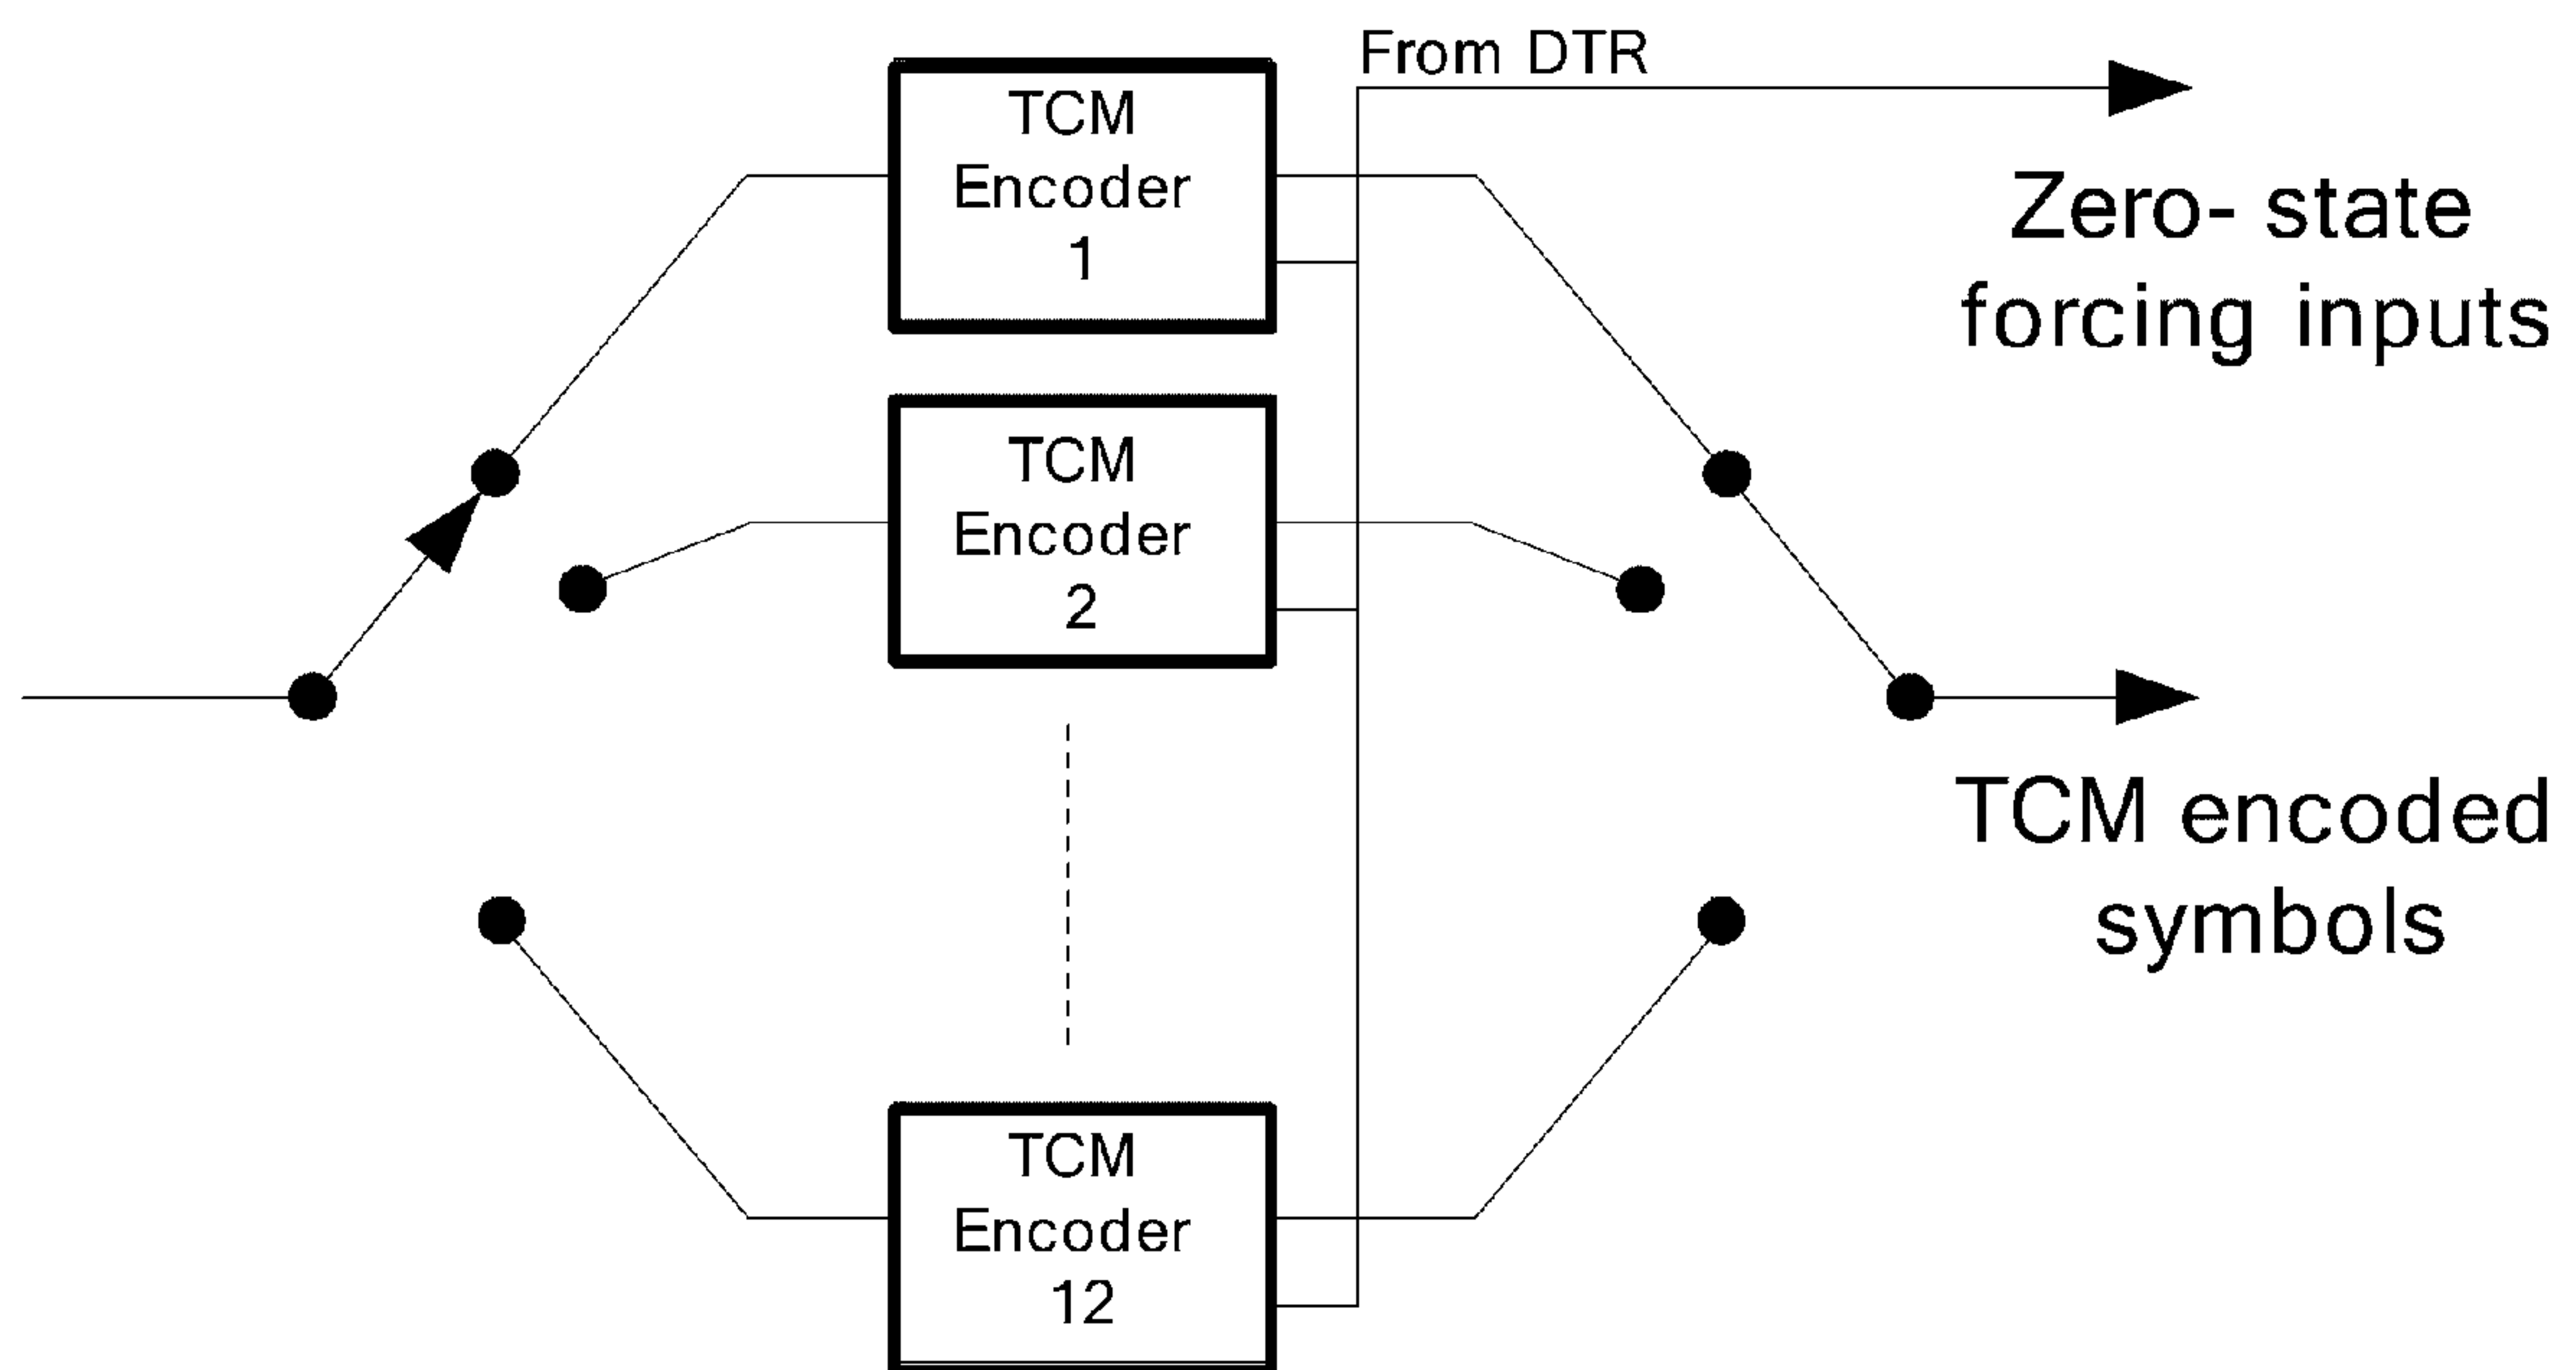 From DTR
TCM
Encoder
1
Zero- state
forcing inputs
TCM
Encoder
2
TCM encoded
symbols
TCM
Encoder
12